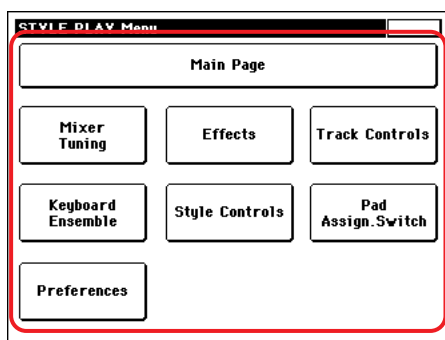 STYLE PLAY Menu
Main Page
Mixer
Tuning
Effects
Track Controls
Keyboard
Ensemble
Style Controls
Pad
Assign.Switch
Preferences